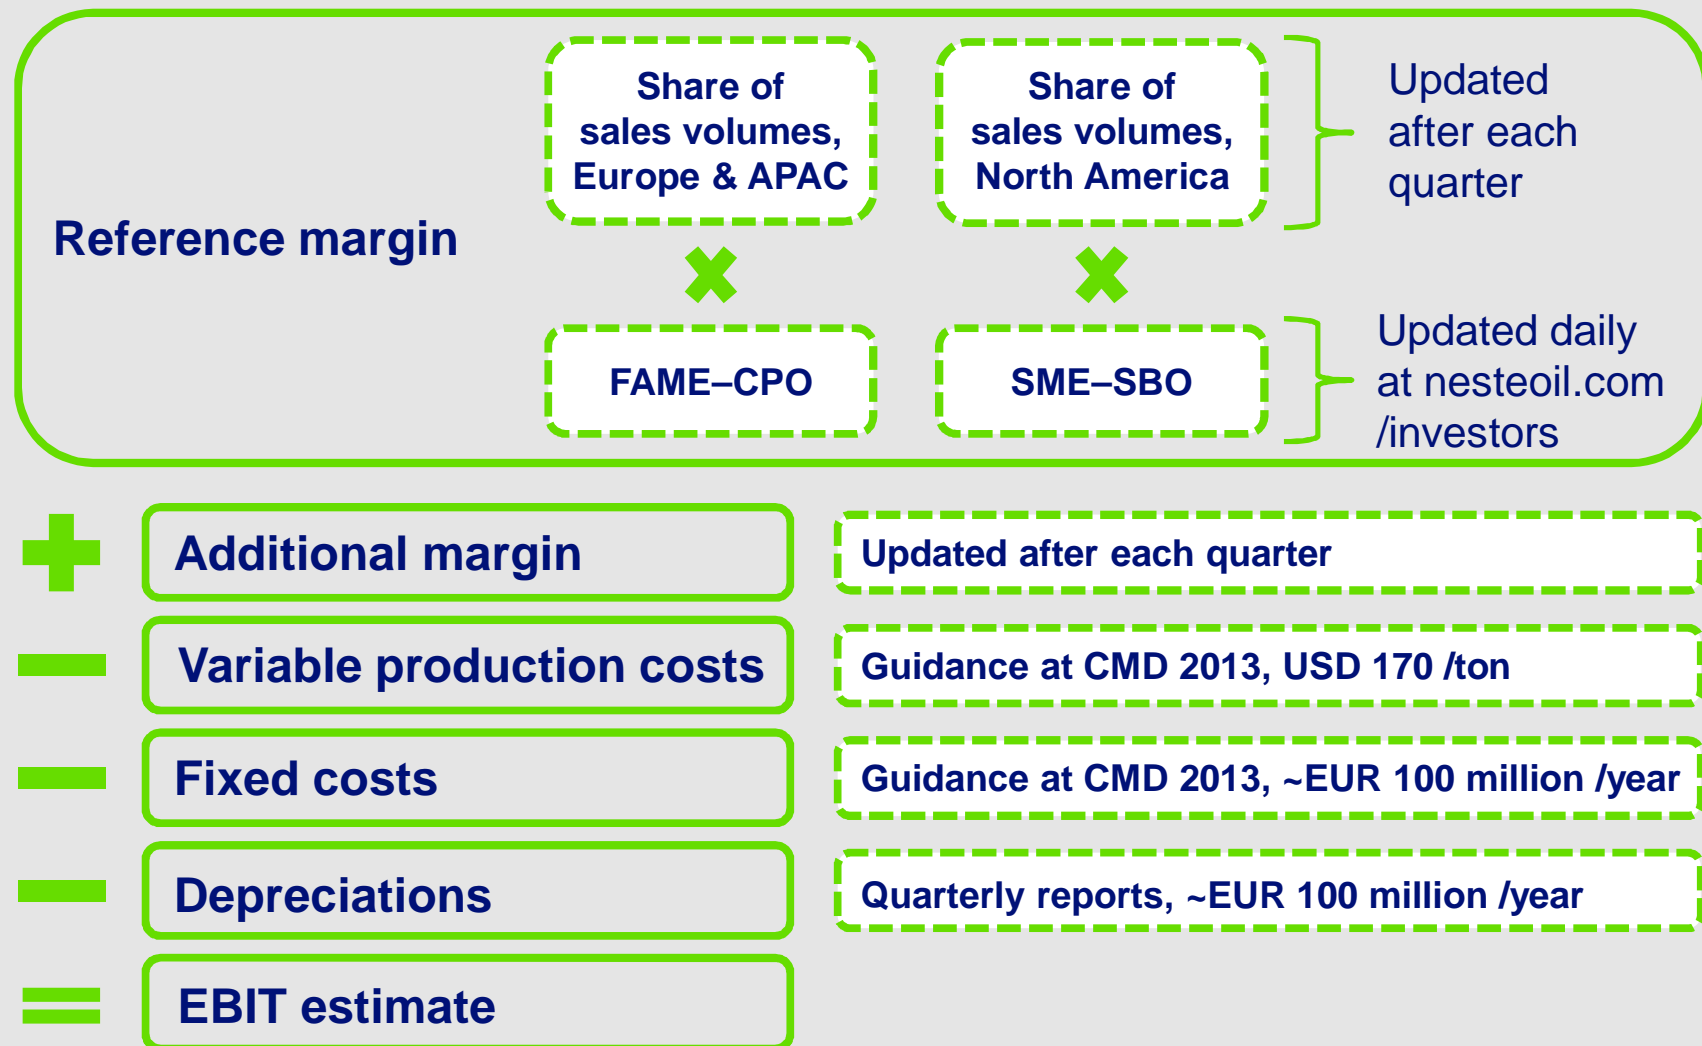 Reference margin
Share of
sales volumes,
Europe & APAC
Share of
sales volumes,
North America
Updated
after each
quarter
FAME–CPO
SME–SBO
Updated daily
at nesteoil.com
/investors
Additional margin
Updated after each quarter
Variable production costs
Guidance at CMD 2013, USD 170 /ton
Fixed costs
Guidance at CMD 2013, ~EUR 100 million /year
Depreciations
Quarterly reports, ~EUR 100 million /year
EBIT estimate